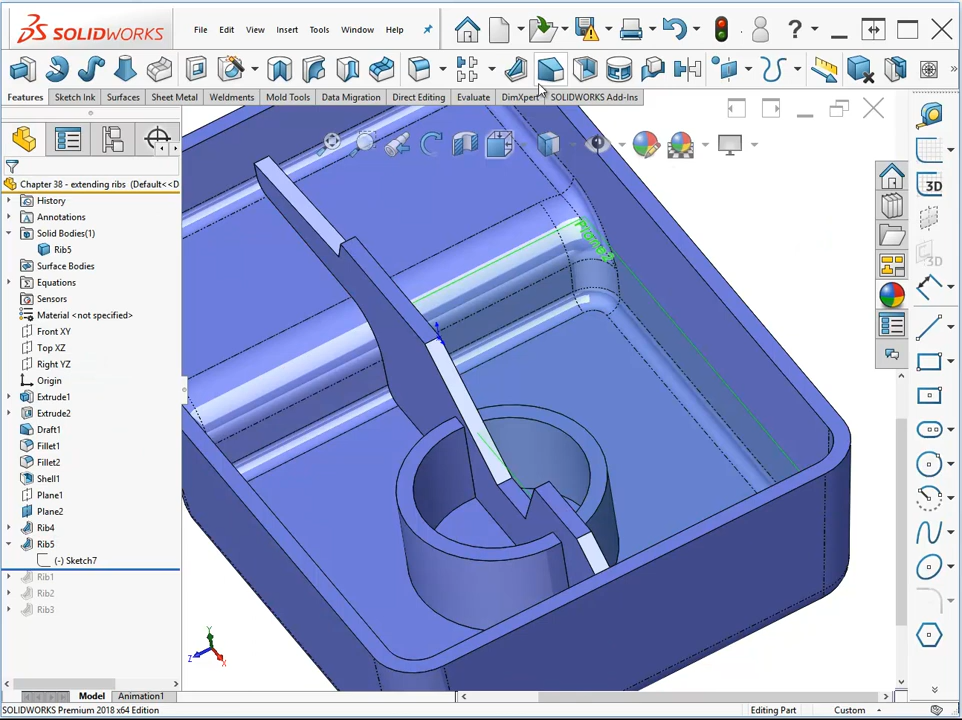 SOLIDWORKS
File Edit View Insert Tools Window Help
Features Sketch Ink Surfaces Sheet Metal Weldments Mold Tools Data Migration Direct Editing Evaluate DimXpert SOLIDWORKS Add-Ins
Chapter 38 - extending ribs (Default<<D
History
Annotations
Solid Bodies(1)
Rib5
Surface Bodies
Equations
Sensors
Material <not specified>
Front XY
Top XZ
Right YZ
Origin
Extrude1
Extrude2
Draft1
Fillet1
Fillet2
Shell1
Plane1
Plane2
Rib4
Rib5
(-) Sketch7
Rib1
Rib2
Rib3
3D
3D
Y
Z
X
Model Animation1
SOLIDWORKS Premium 2018 x64 Edition
Editing Part
Custom